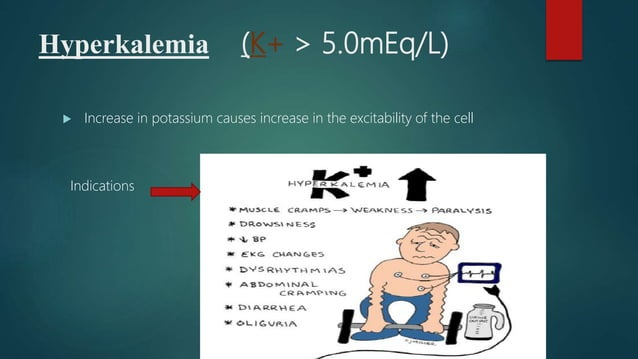 Hyperkalemia (K+ > 5.0mEq/L)
Increase in potassium causes increase in the excitability of the cell
Indications
K+
HYPERKALEMIA
* MUSCLE CRAMPS → WEAKNESS → PARALYSIS
* DROWSINESS
* ↓ BP
* EKG CHANGES
* DYSRHYTHMIAS
* ABDOMINAL
CRAMPING
* DIARRHEA
* OLIGURIA